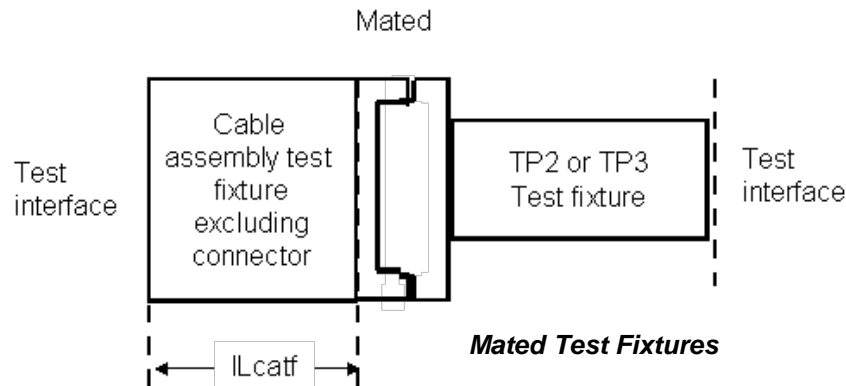 Mated
Cable
assembly test
fixture
excluding
connector
Test
interface
TP2 or TP3
Test fixture
Test
interface
Mated Test Fixtures
ILcatf